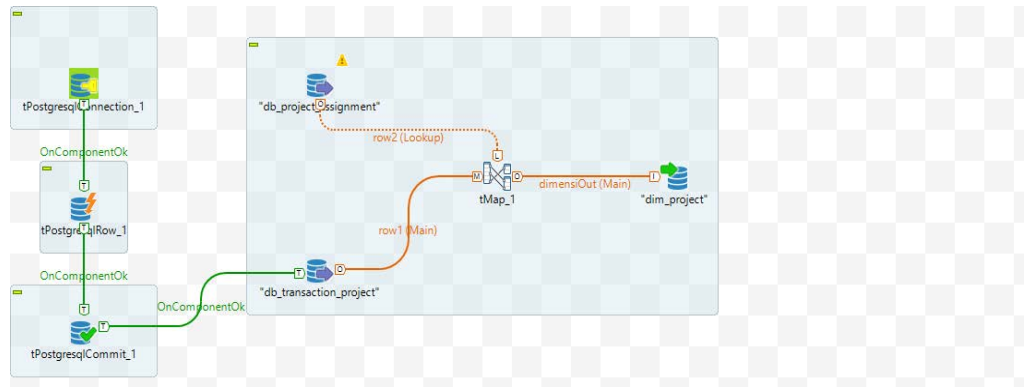 tPostgresqlConnection_1
OnComponentOk
tPostgresqlRow_1
OnComponentOk
tPostgresqlCommit_1
OnComponentOk
"db_project_assignment"
row2 (Lookup)
tMap_1
dimensiOut (Main)
"dim_project"
row1 (Main)
"db_transaction_project"
T
T
T
T
T
T
T
O
O
L
M
O
I